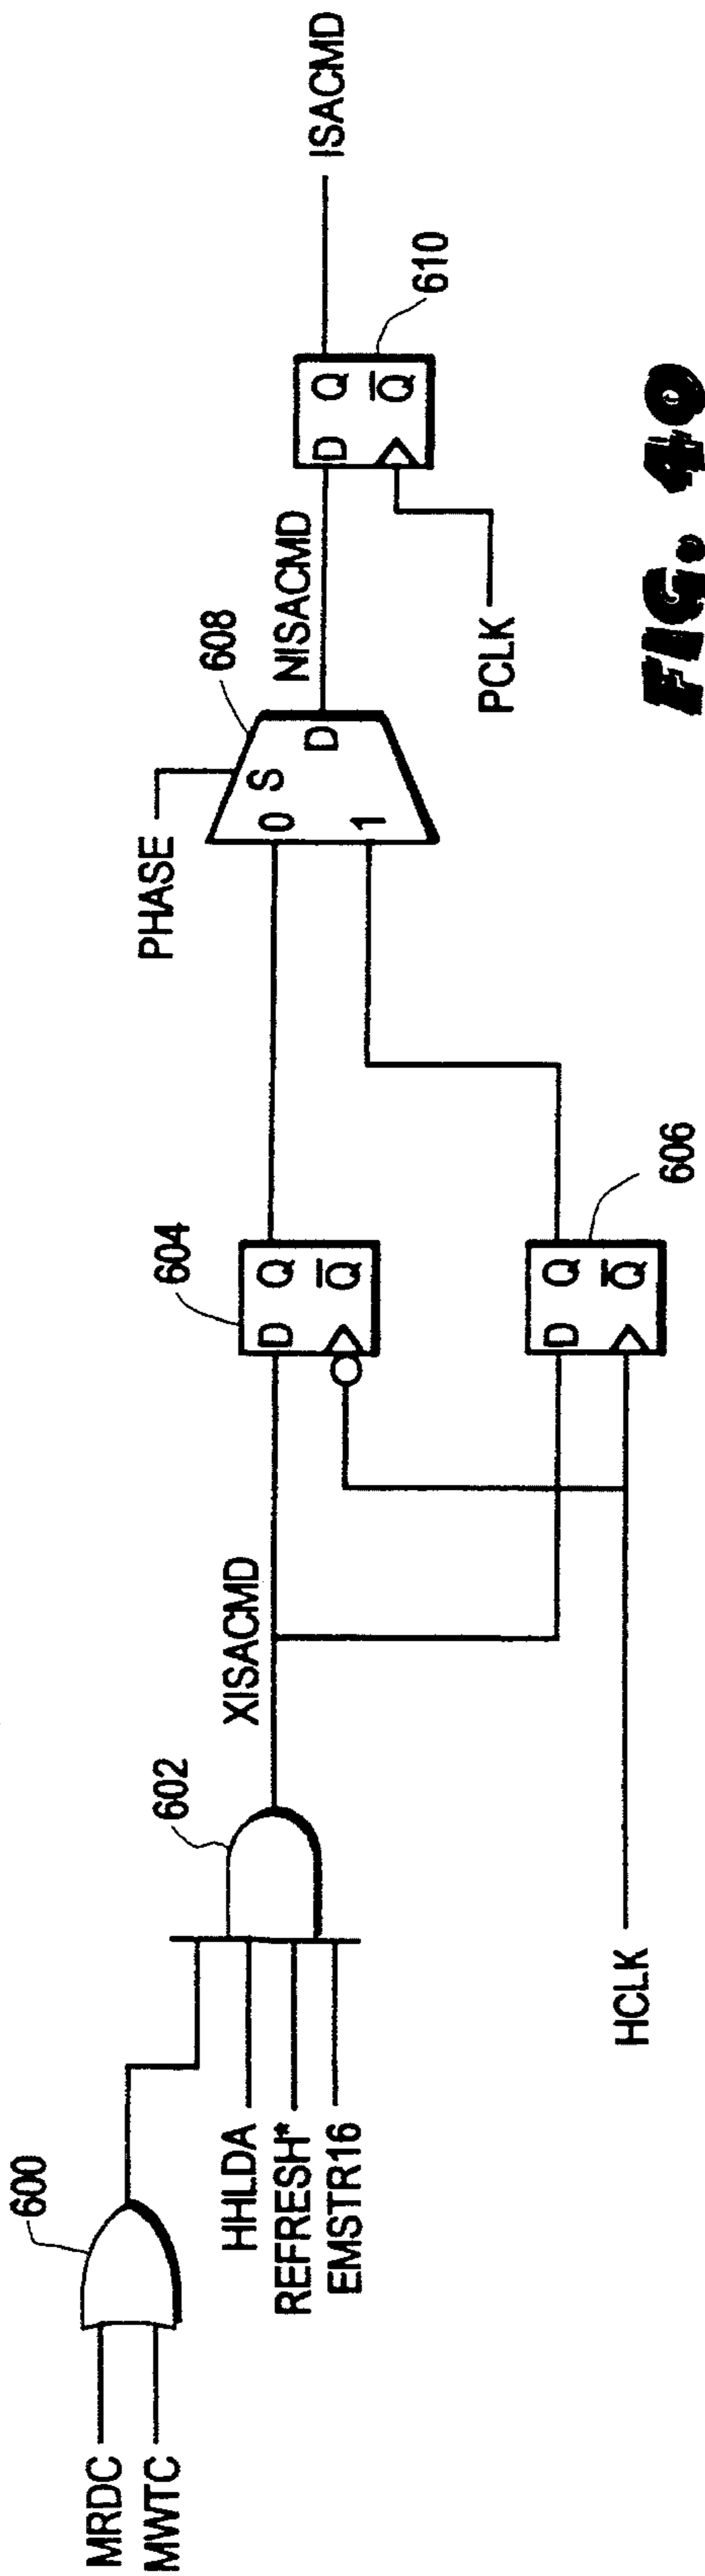 MRDC
MWTC
600
HHLDA
REFRESH*
EMSTR16
602
XISACMD
HCLK
604
D Q
Q
606
D Q
Q
PHASE
608
0 S
D
1
NISACMD
PCLK
D Q
Q
610
ISACMD
FIG. 40